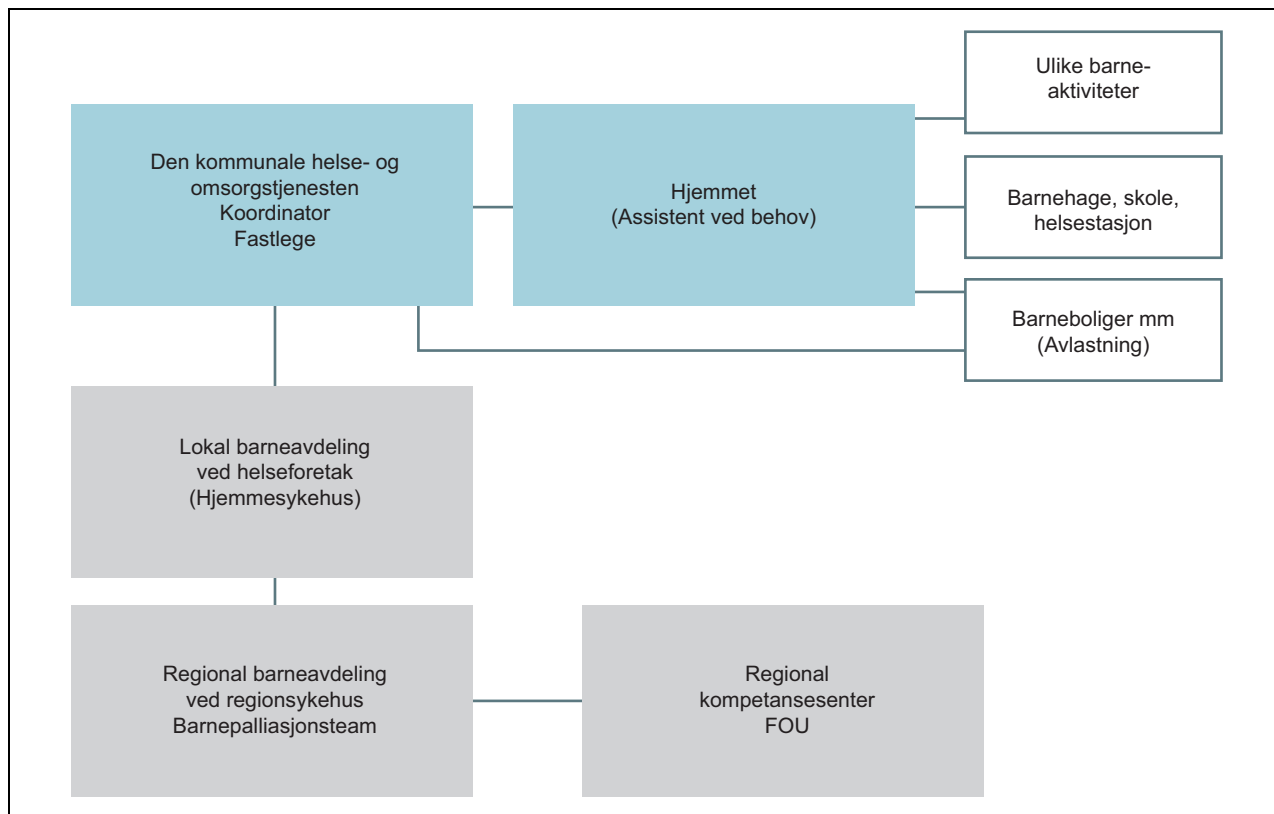 Ulike barne-
aktiviteter
Den kommunale helse- og
omsorgstjenesten
Koordinator
Fastlege
Hjemmet
(Assistent ved behov)
Barnehage, skole,
helsestasjon
Barneboliger mm
(Avlastning)
Lokal barneavdeling
ved helseforetak
(Hjemmesykehus)
Regional barneavdeling
ved regionsykehus
Barnepalliasjonsteam
Regional
kompetansesenter
FOU